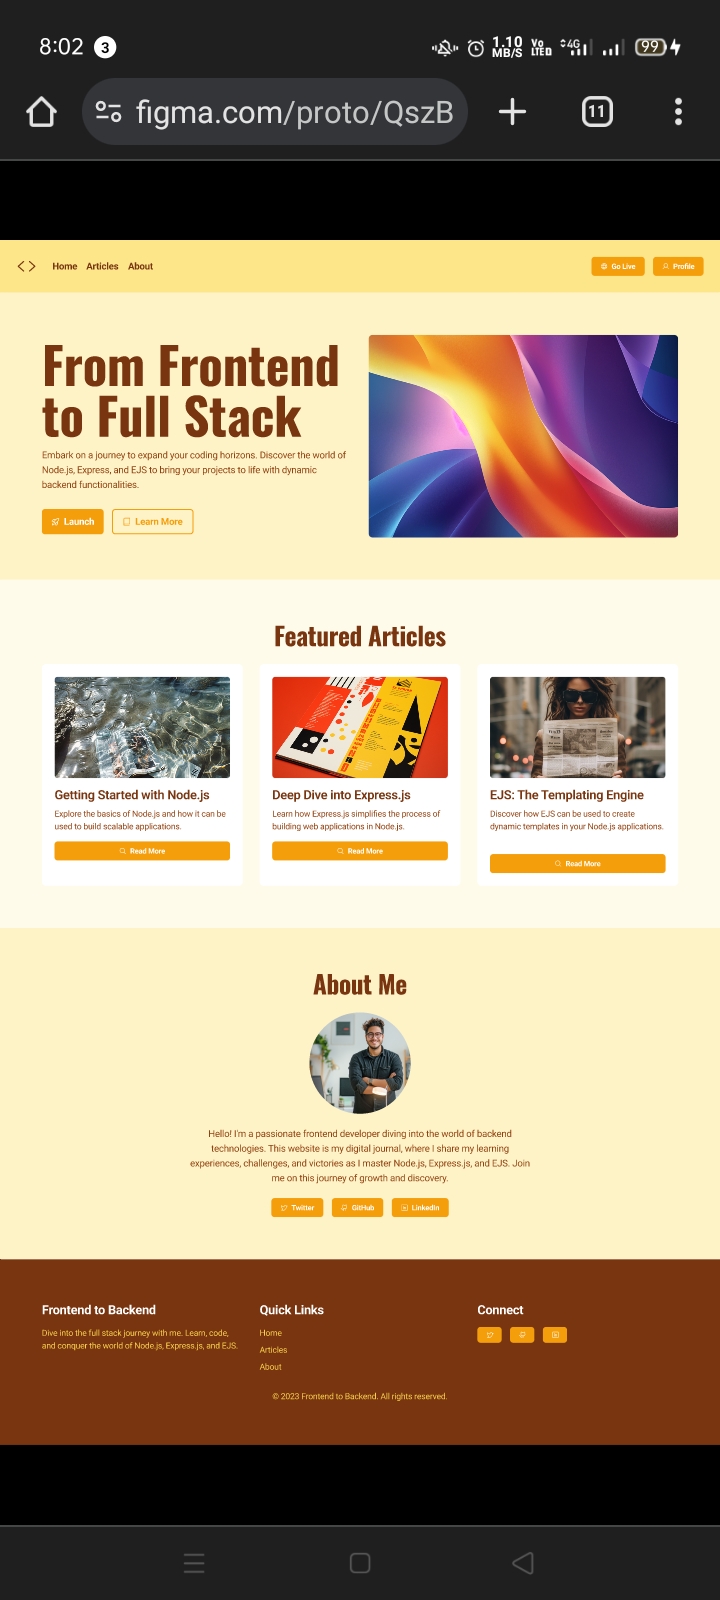 8:02 3 1.10 MB/S Vo LTE 4G 99
figma.com/proto/QszB 11
Home Articles About Go Live Profile
From Frontend
to Full Stack
Embark on a journey to expand your coding horizons. Discover the world of
Node.js, Express, and EJS to bring your projects to life with dynamic
backend functionalities.
Launch Learn More
Featured Articles
Getting Started with Node.js
Explore the basics of Node.js and how it can be
used to build scalable applications.
Read More
Deep Dive into Express.js
Learn how Express.js simplifies the process of
building web applications in Node.js.
Read More
EJS: The Templating Engine
Discover how EJS can be used to create
dynamic templates in your Node.js applications.
Read More
About Me
Hello! I'm a passionate frontend developer diving into the world of backend
technologies. This website is my digital journal, where I share my learning
experiences, challenges, and victories as I master Node.js, Express.js, and EJS. Join
me on this journey of growth and discovery.
Twitter GitHub LinkedIn
Frontend to Backend
Dive into the full stack journey with me. Learn, code,
and conquer the world of Node.js, Express.js, and EJS.
Quick Links
Home
Articles
About
Connect
© 2023 Frontend to Backend. All rights reserved.